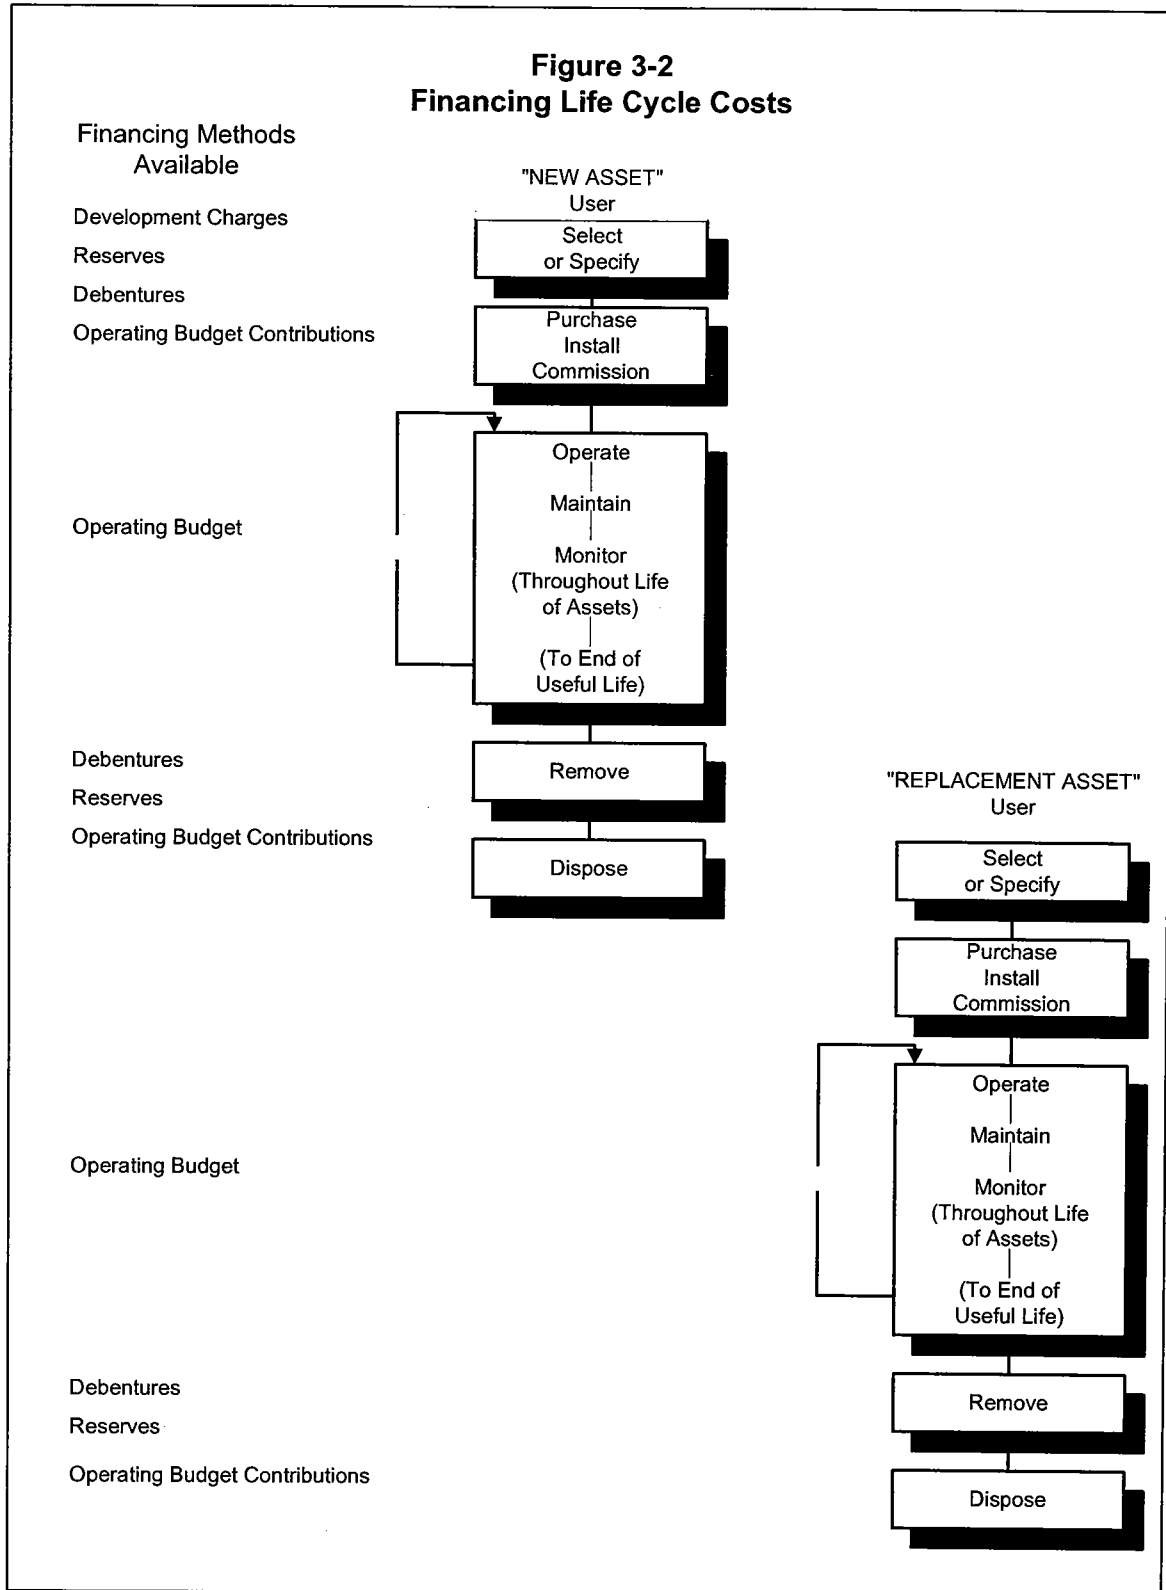 Figure 3-2
Financing Life Cycle Costs
Financing Methods
Available
Development Charges
Reserves
Debentures
Operating Budget Contributions
Operating Budget
Debentures
Reserves
Operating Budget Contributions
Operating Budget
Debentures
Reserves
Operating Budget Contributions
"NEW ASSET"
User
Select
or Specify
Purchase
Install
Commission
Operate
Maintain
Monitor
(Throughout Life
of Assets)
(To End of
Useful Life)
Remove
Dispose
"REPLACEMENT ASSET"
User
Select
or Specify
Purchase
Install
Commission
Operate
Maintain
Monitor
(Throughout Life
of Assets)
(To End of
Useful Life)
Remove
Dispose